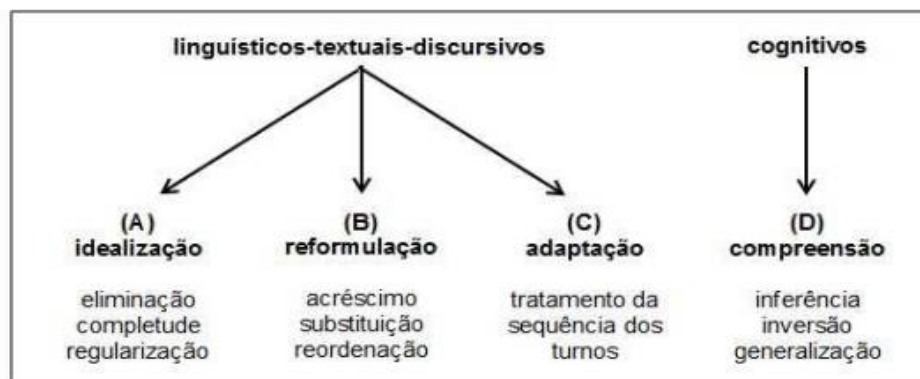 linguísticos-textuais-discursivos
cognitivos
(A)
idealização
eliminação
completude
regularização
(B)
reformulação
acréscimo
substituição
reordenação
(C)
adaptação
tratamento da
sequência dos
turnos
(D)
compreensão
inferência
inversão
generalização